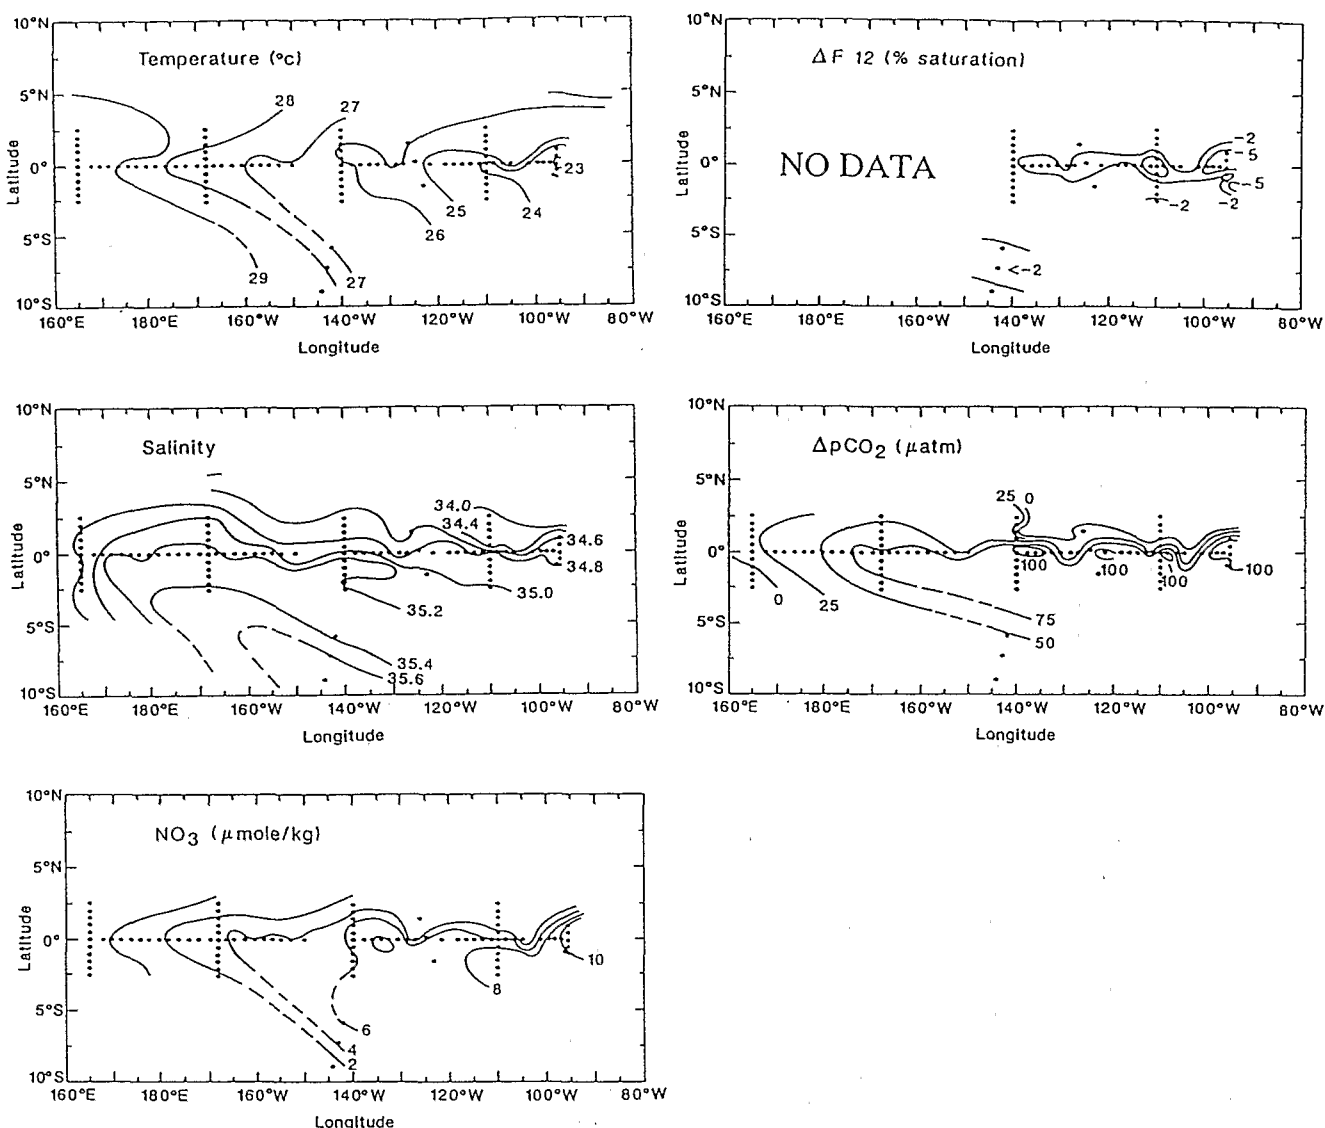 10°N
Temperature (°c)
5°N
28
27
Latitude
0°
23
25
24
26
5°S
29
27
10°S
160°E 180°E 160°W 140°W 120°W 100°W 80°W
Longitude
10°N
ΔF 12 (% saturation)
5°N
Latitude
0°
NO DATA
-2
-5
-5
-2
-2
5°S
<-2
10°S
160°E 180°E 160°W 140°W 120°W 100°W 80°W
Longitude
10°N
Salinity
5°N
34.0
34.4
Latitude
0°
34.6
34.8
35.0
35.2
5°S
35.4
35.6
10°S
160°E 180°E 160°W 140°W 120°W 100°W 80°W
Longitude
10°N
ΔpCO2 (μatm)
5°N
25 0
Latitude
0°
100
100
100
100
0
25
5°S
75
50
10°S
160°E 180°E 160°W 140°W 120°W 100°W 80°W
Longitude
10°N
NO3 (μmole/kg)
5°N
Latitude
0°
10
8
5°S
6
4
2
10°S
160°E 180°E 160°W 140°W 120°W 100°W 80°W
Longitude